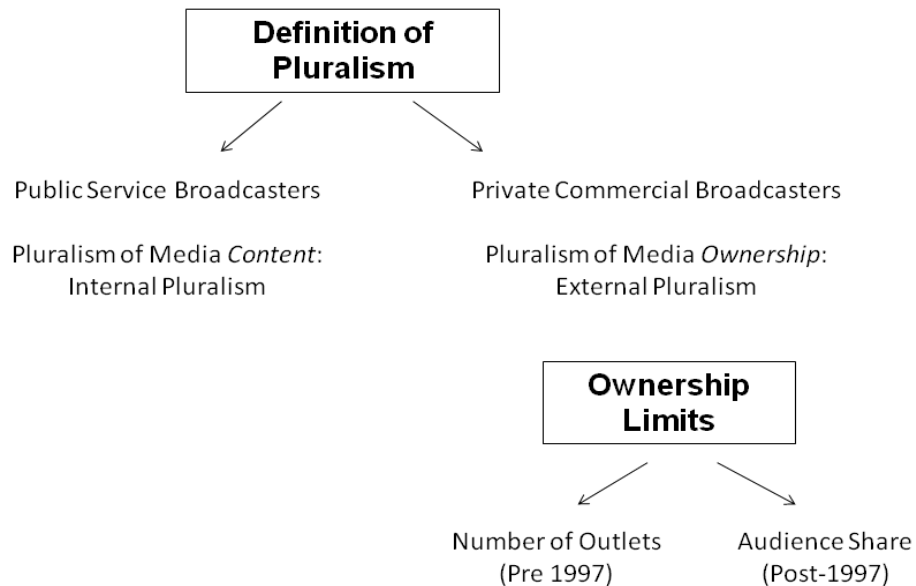 Definition of
Pluralism
Public Service Broadcasters
Pluralism of Media Content:
Internal Pluralism
Private Commercial Broadcasters
Pluralism of Media Ownership:
External Pluralism
Ownership
Limits
Number of Outlets
(Pre 1997)
Audience Share
(Post-1997)